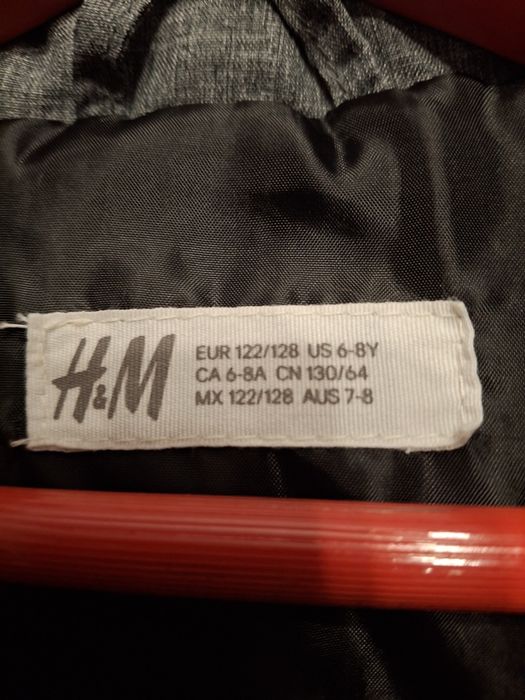 H&M
EUR 122/128 US 6-8Y
CA 6-8A CN 130/64
MX 122/128 AUS 7-8